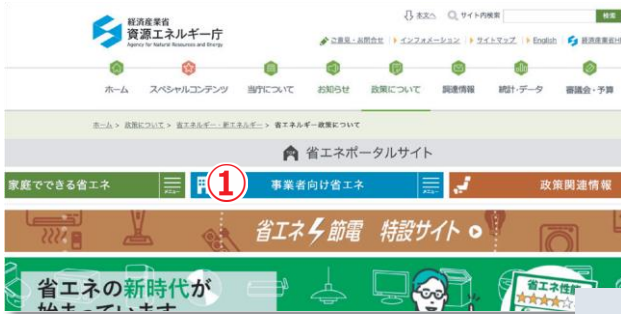 経済産業省
資源エネルギー庁
Agency for Natural Resources and Energy
本文へ サイト内検索 検索
ご意見・お問合せ インフォメーション サイトマップ English 経済産業省H
ホーム スペシャルコンテンツ 当庁について お知らせ 政策について 調達情報 統計・データ 審議会・予算
ホーム > 政策について > 省エネルギー・新エネルギー > 省エネルギー政策について
省エネポータルサイト
家庭でできる省エネ メニュー ① 事業者向け省エネ メニュー 政策関連情報
省エネ 節電 特設サイト
省エネの新時代が
始まっています
省エネ性能